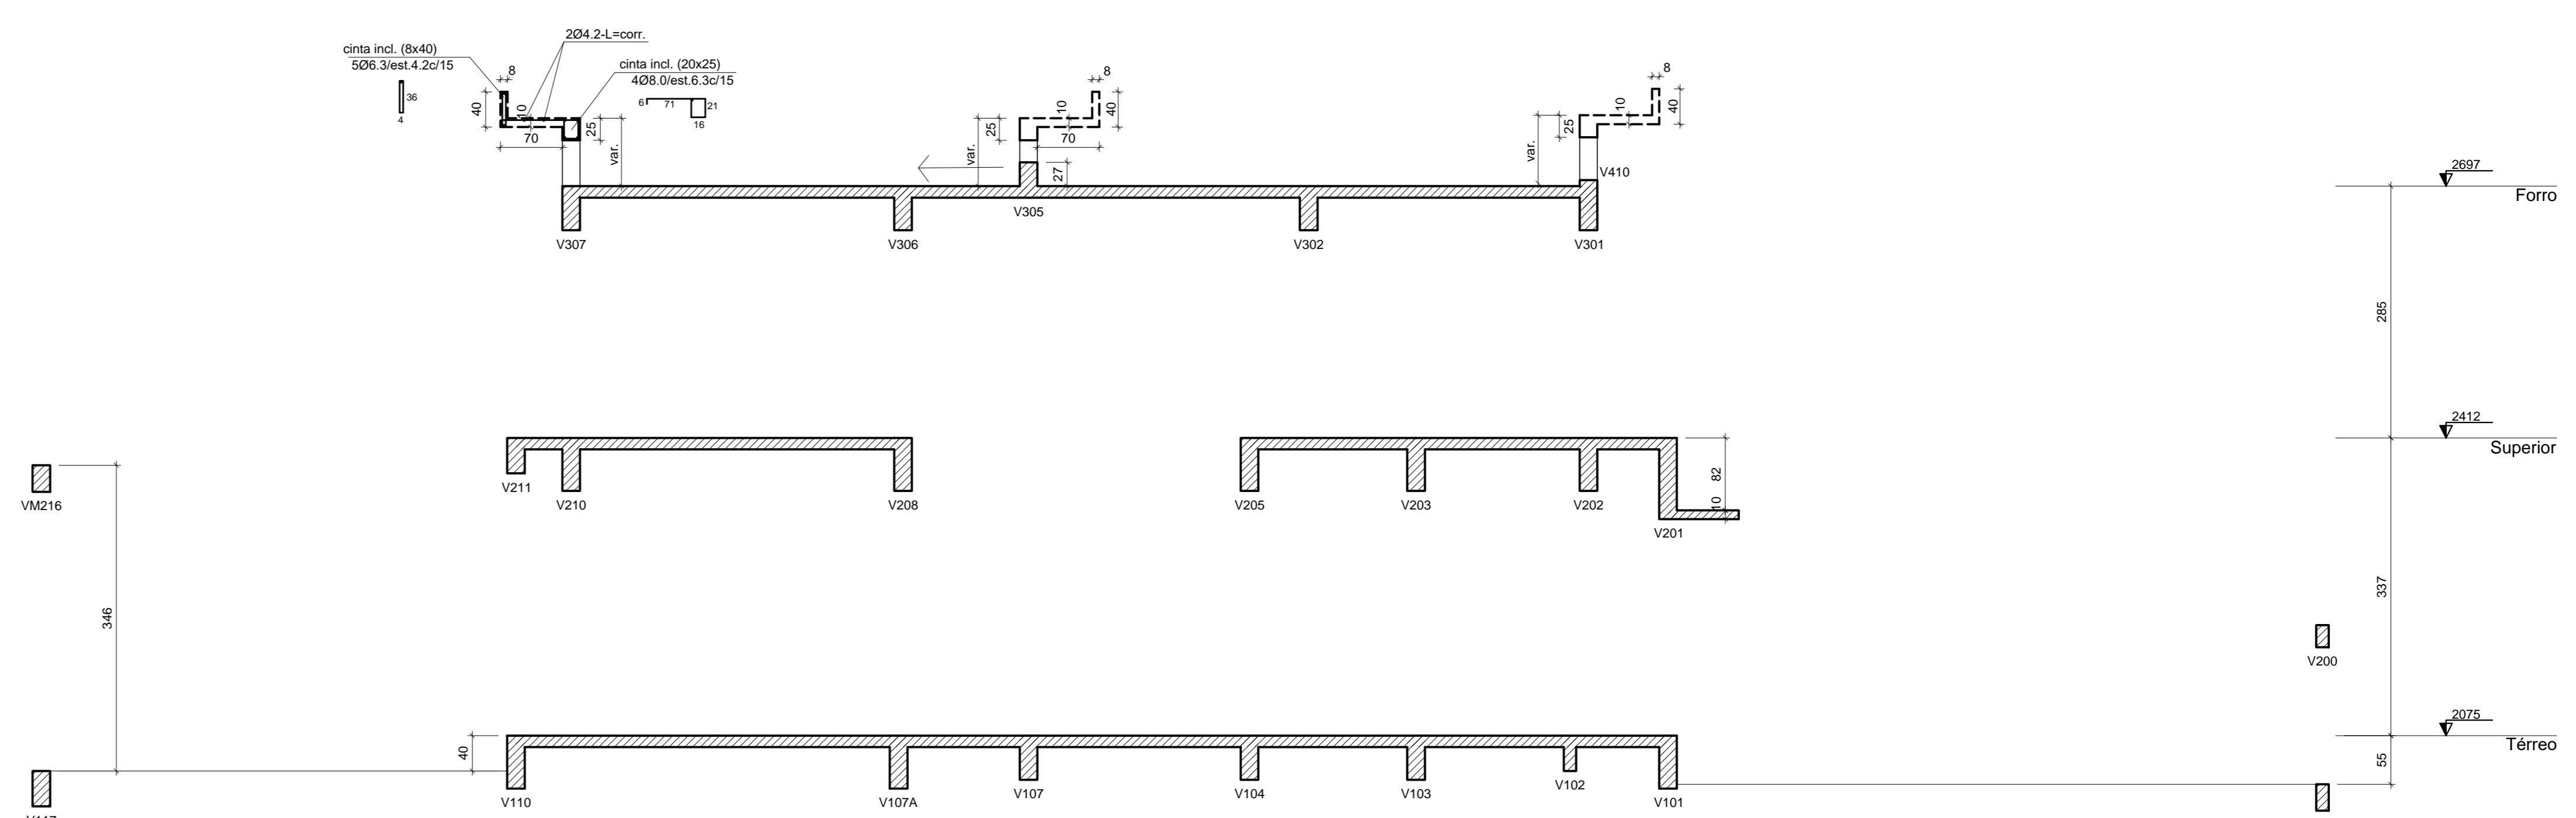 2Ø4.2-L=corr.
cinta incl. (8x40)
5Ø6.3/est.4.2c/15
cinta incl. (20x25)
4Ø8.0/est.6.3c/15
36
4
6
71
21
16
8
40
10
70
25
var.
var.
25
10
70
8
40
27
var.
25
10
8
40
V410
V307
V306
V305
V302
V301
2697
Forro
285
2412
Superior
VM216
346
V211
V210
V208
V205
V203
V202
V201
82
10
337
V200
2075
Térreo
55
40
V110
V107A
V107
V104
V103
V102
V101